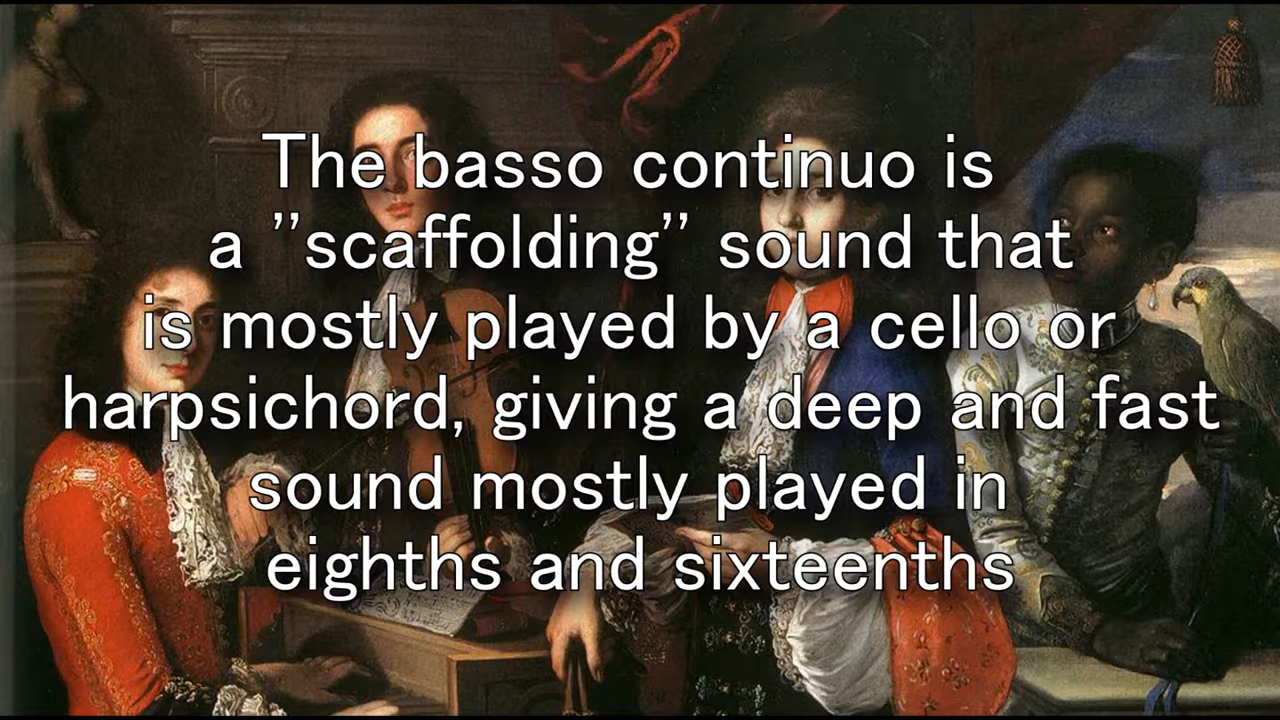 The basso continuo is
a ”scaffolding” sound that
is mostly played by a cello or
harpsichord, giving a deep and fast
sound mostly played in
eighths and sixteenths